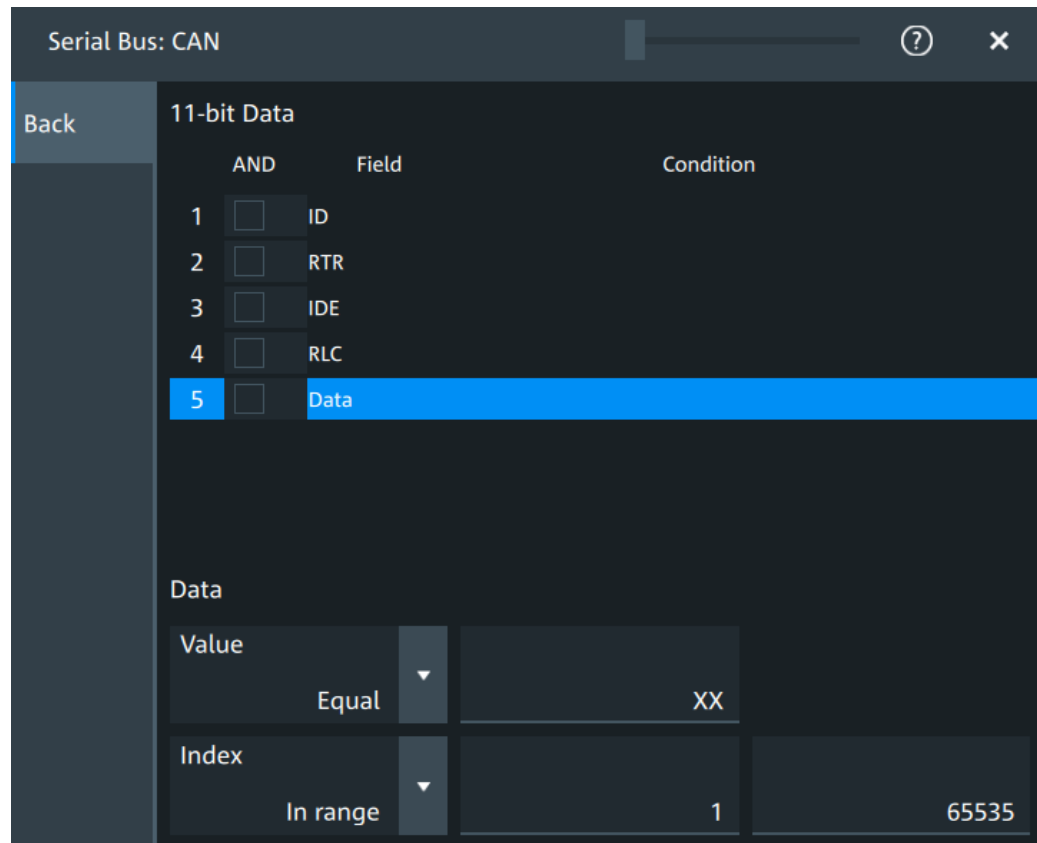 Serial Bus: CAN ? ×
Back
11-bit Data
AND Field Condition
1 ID
2 RTR
3 IDE
4 RLC
5 Data
Data
Value
Equal XX
Index
In range 1 65535